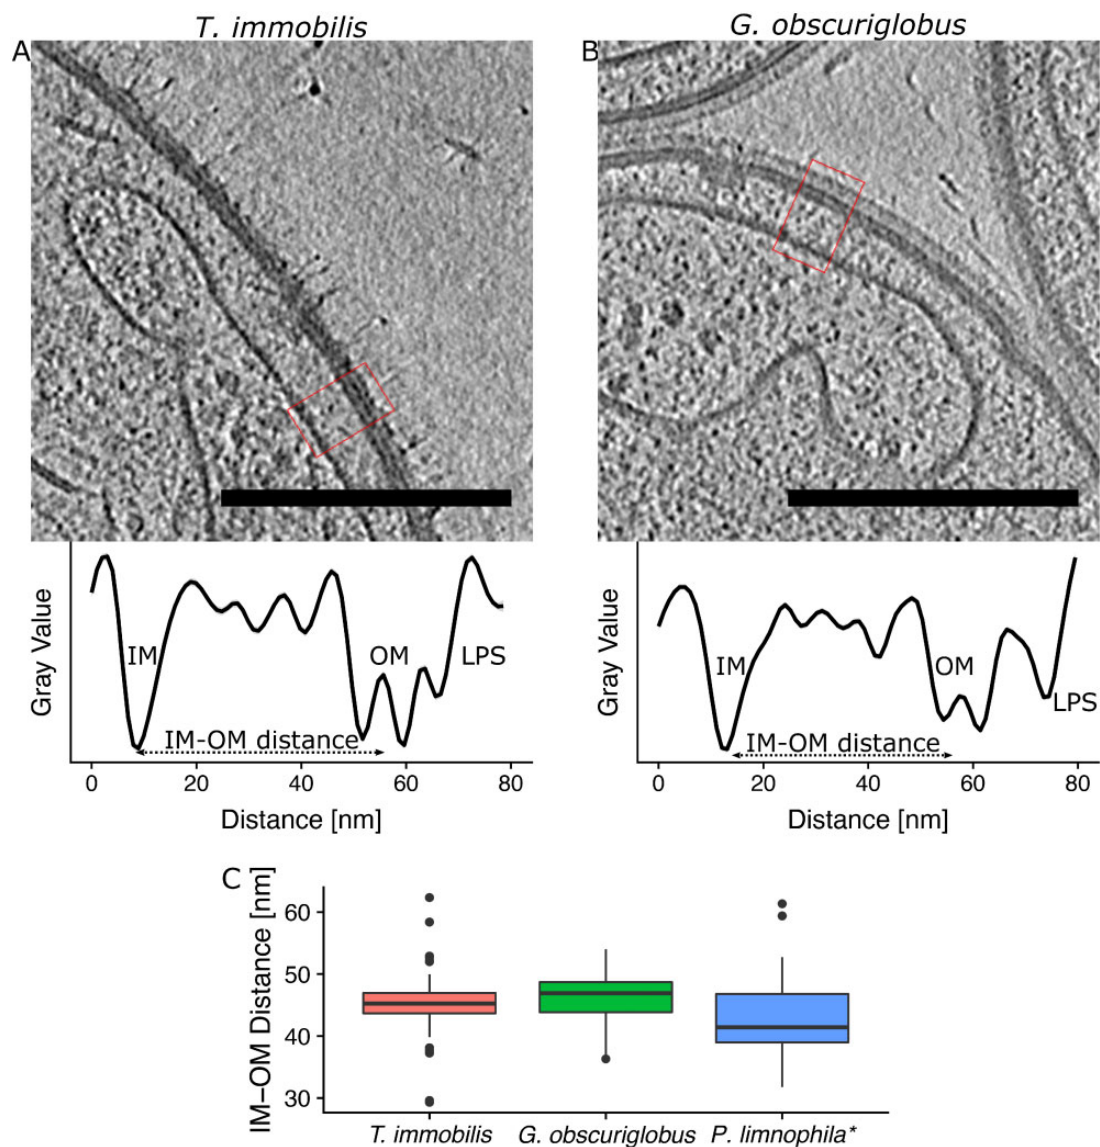 T. immobilis
G. obscuriglobus
A
B
Gray Value
IM
OM
LPS
IM-OM distance
0 20 40 60 80
Distance [nm]
Gray Value
IM
OM
LPS
IM-OM distance
0 20 40 60 80
Distance [nm]
C
IM–OM Distance [nm]
60
50
40
30
T. immobilis G. obscuriglobus P. limnophila*